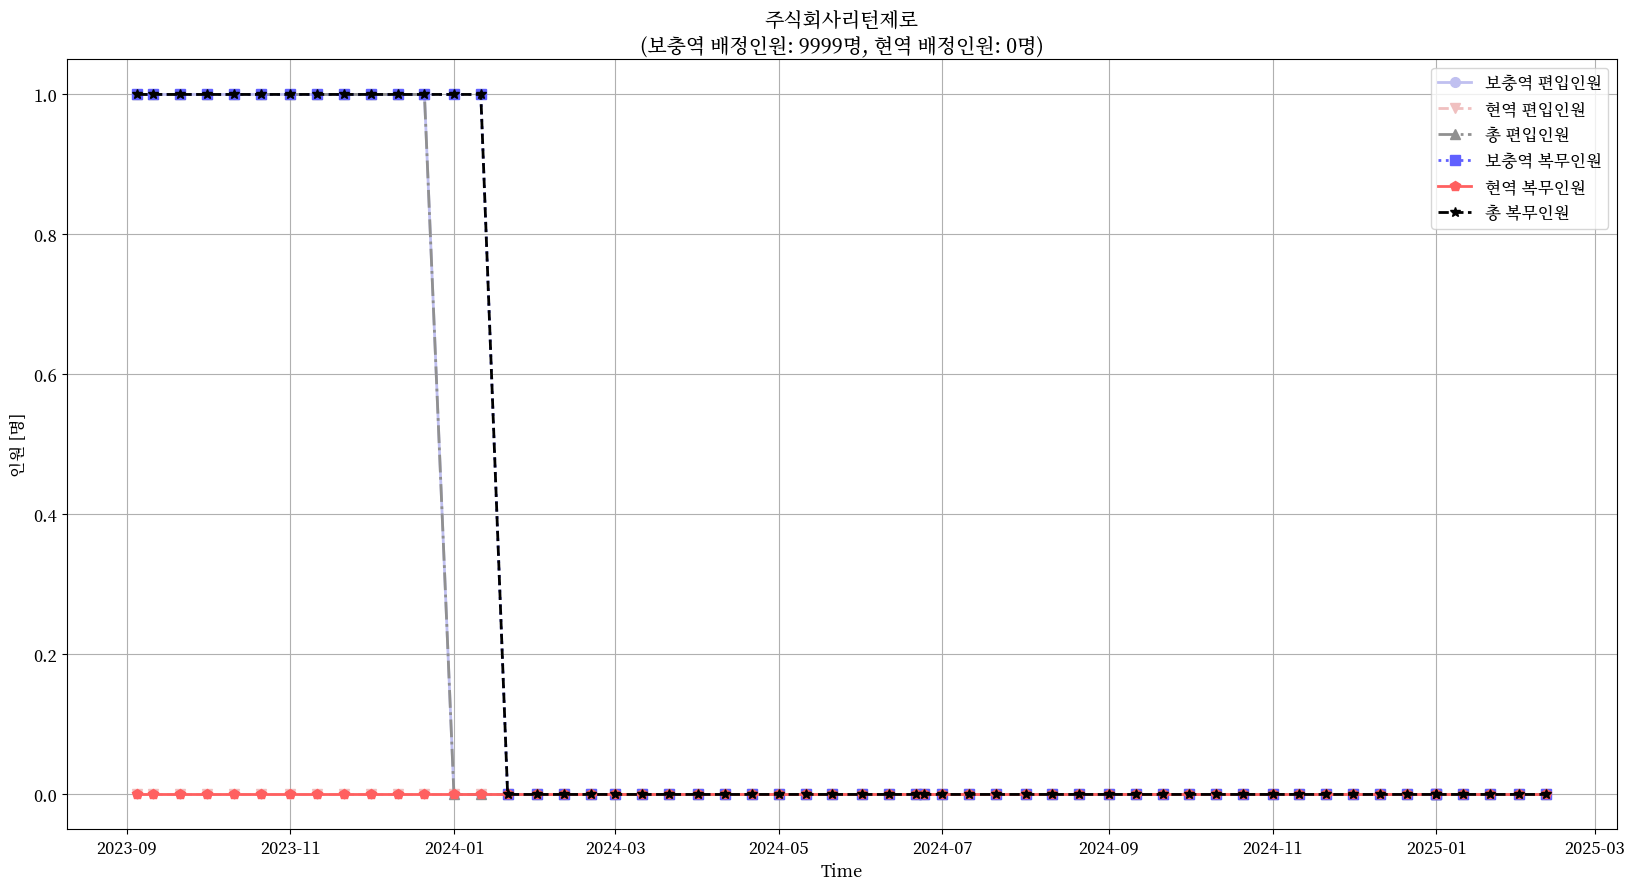 주식회사리턴제로
(보충역 배정인원: 9999명, 현역 배정인원: 0명)
보충역 편입인원
현역 편입인원
총 편입인원
보충역 복무인원
현역 복무인원
총 복무인원
인원 [명]
1.0
0.8
0.6
0.4
0.2
0.0
2023-09 2023-11 2024-01 2024-03 2024-05 2024-07 2024-09 2024-11 2025-01 2025-03
Time